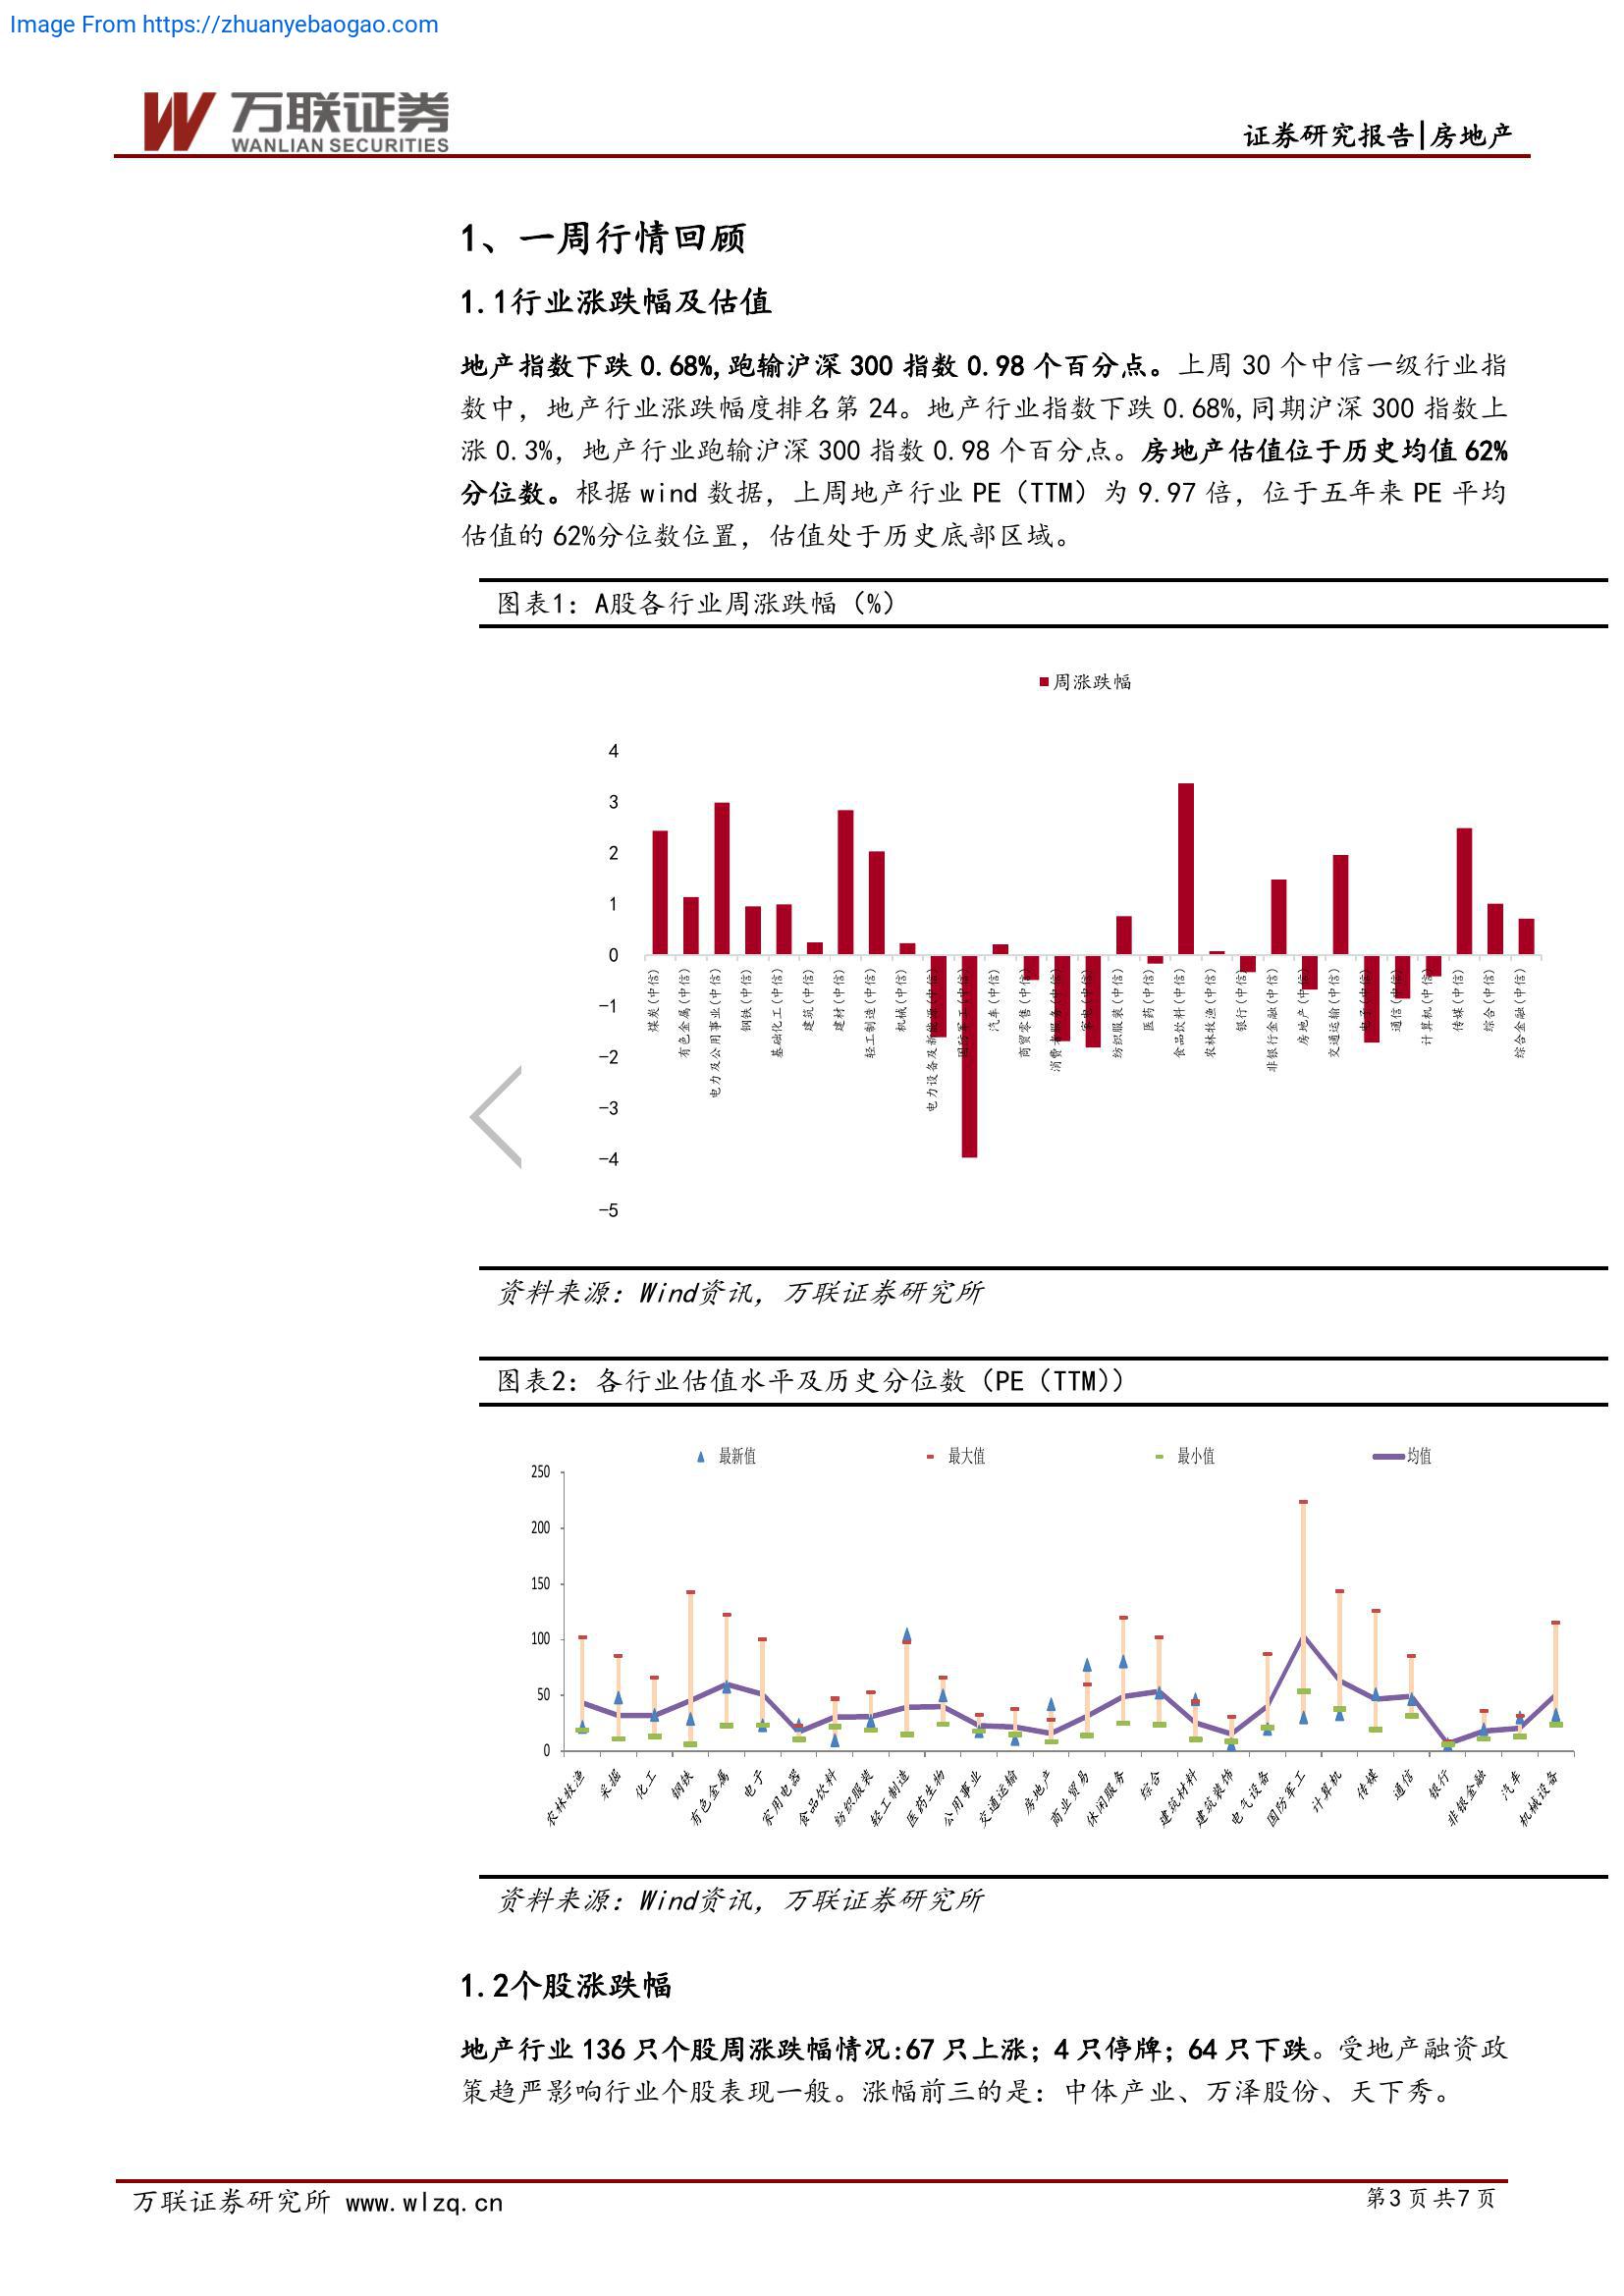 Image From https://zhuanyebaogao.com
万联证券
WANLIAN SECURITIES
证券研究报告|房地产
1、一周行情回顾
1.1行业涨跌幅及估值
地产指数下跌 0.68%,跑输沪深 300 指数 0.98 个百分点。上周 30 个中信一级行业指
数中，地产行业涨跌幅度排名第 24。地产行业指数下跌 0.68%,同期沪深 300 指数上
涨 0.3%，地产行业跑输沪深 300 指数 0.98 个百分点。房地产估值位于历史均值 62%
分位数。根据 wind 数据，上周地产行业 PE（TTM）为 9.97 倍，位于五年来 PE 平均
估值的 62%分位数位置，估值处于历史底部区域。
图表1：A股各行业周涨跌幅（%）
周涨跌幅
4
3
2
1
0
-1
-2
-3
-4
-5
煤炭(中信)
有色金属(中信)
电力及公用事业(中信)
钢铁(中信)
基础化工(中信)
建筑(中信)
建材(中信)
轻工制造(中信)
机械(中信)
电力设备及新能源(中信)
国防军工(中信)
汽车(中信)
商贸零售(中信)
消费者服务(中信)
家电(中信)
纺织服装(中信)
医药(中信)
食品饮料(中信)
农林牧渔(中信)
银行(中信)
非银行金融(中信)
房地产(中信)
交通运输(中信)
电子(中信)
通信(中信)
计算机(中信)
传媒(中信)
综合(中信)
综合金融(中信)
资料来源：Wind资讯，万联证券研究所
图表2：各行业估值水平及历史分位数（PE（TTM））
最新值 最大值 最小值 均值
250
200
150
100
50
0
农林牧渔
采掘
化工
钢铁
有色金属
电子
家用电器
食品饮料
纺织服装
轻工制造
医药生物
公用事业
交通运输
房地产
商业贸易
休闲服务
综合
建筑材料
建筑装饰
电气设备
国防军工
计算机
传媒
通信
银行
非银金融
汽车
机械设备
资料来源：Wind资讯，万联证券研究所
1.2个股涨跌幅
地产行业 136 只个股周涨跌幅情况:67 只上涨；4 只停牌；64 只下跌。受地产融资政
策趋严影响行业个股表现一般。涨幅前三的是：中体产业、万泽股份、天下秀。
万联证券研究所 www.wlzq.cn
第3页共7页